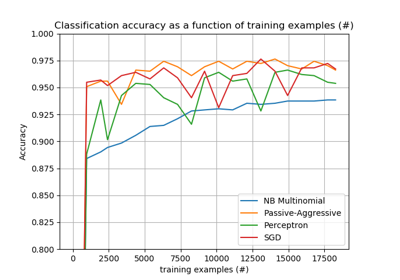 Classification accuracy as a function of training examples (#)
1.000
0.975
0.950
0.925
0.900
0.875
0.850
0.825
0.800
Accuracy
NB Multinomial
Passive-Aggressive
Perceptron
SGD
0 2500 5000 7500 10000 12500 15000 17500
training examples (#)